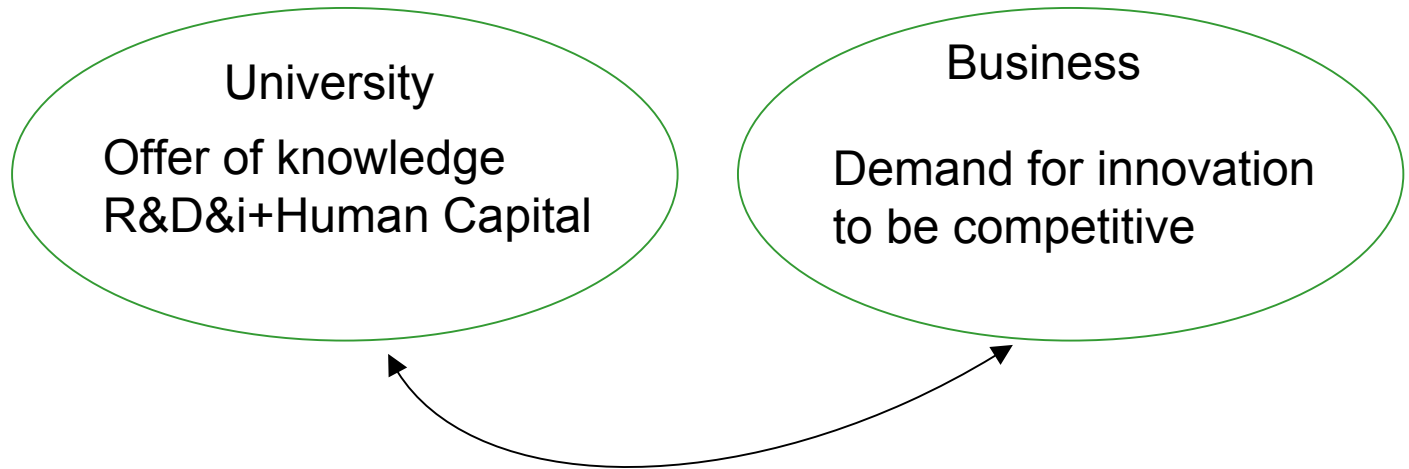 University
Offer of knowledge
R&D&i+Human Capital
Business
Demand for innovation
to be competitive